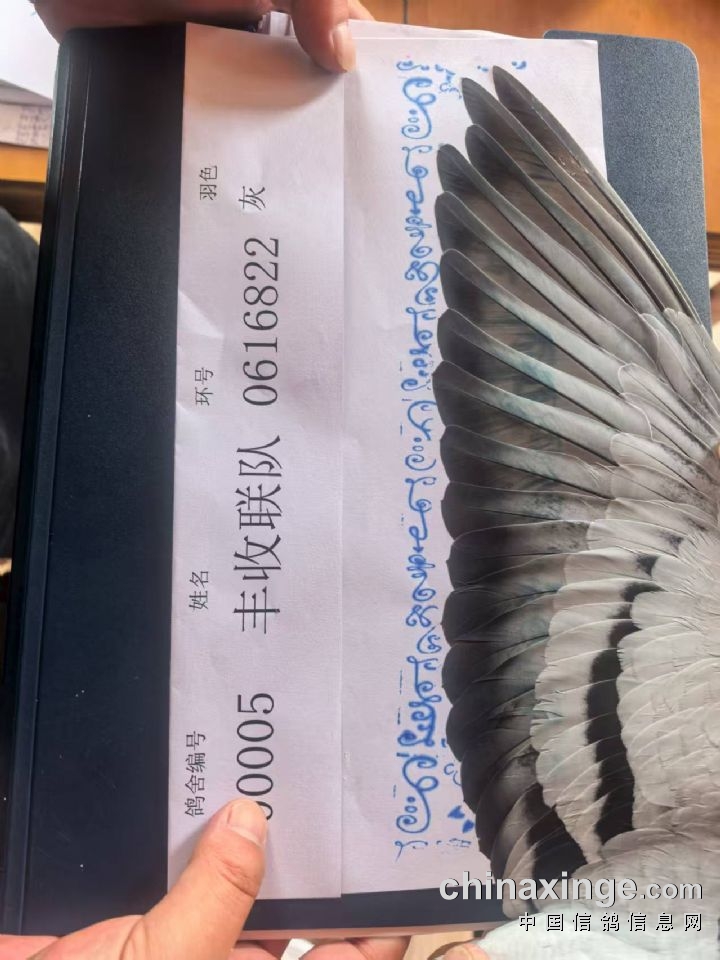 鸽舍编号 姓名 环号 羽色
00005 丰收联队 0616822 灰
chinaxinge.com
中国信鸽信息网